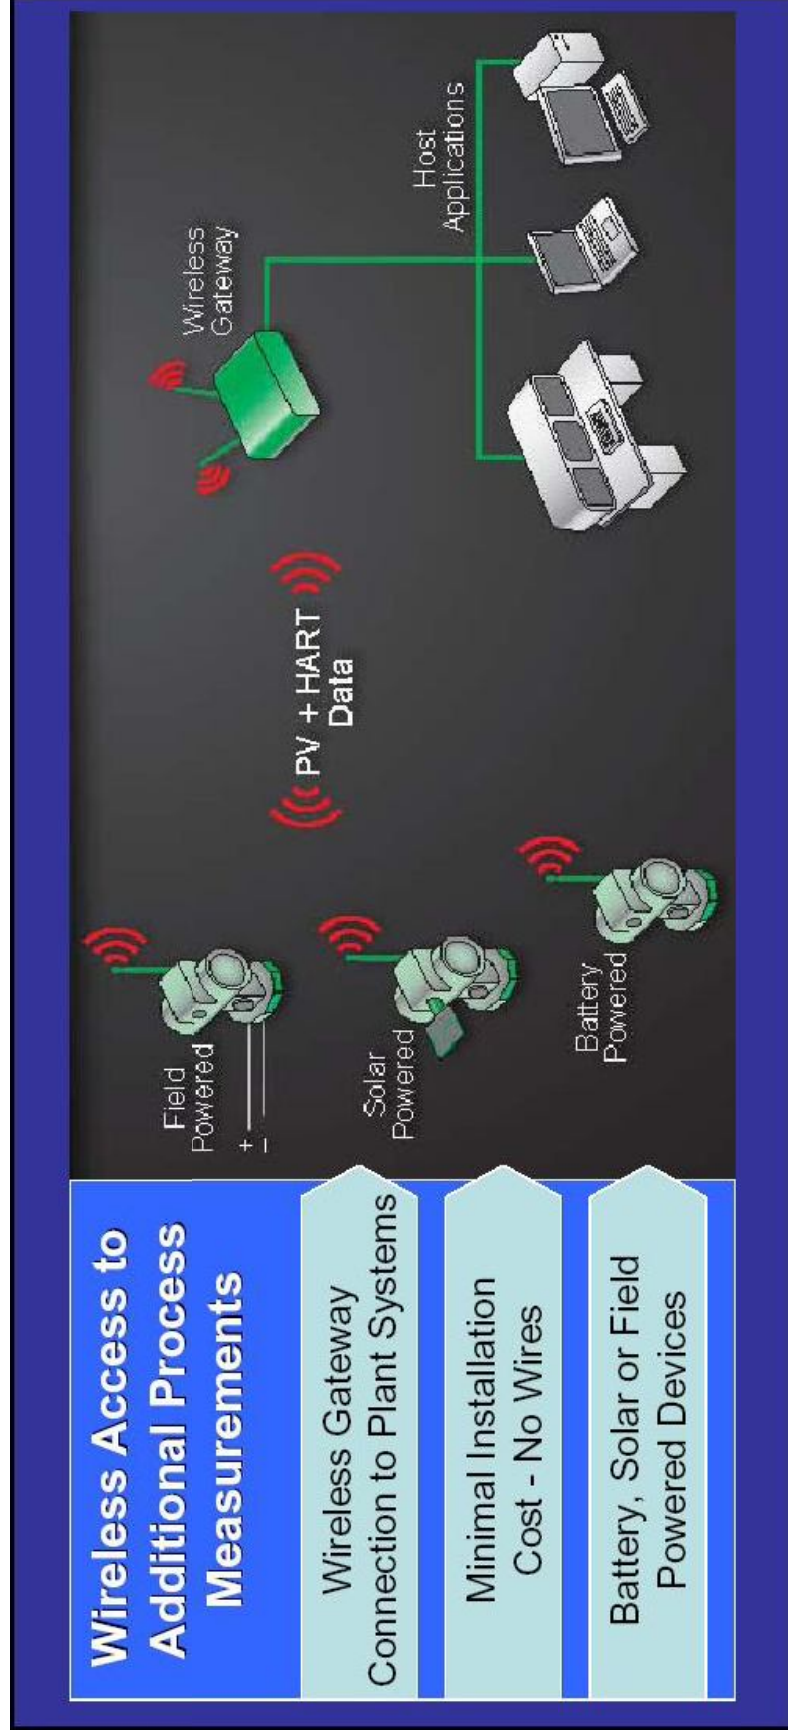 Wireless Access to
Additional Process
Measurements
Wireless Gateway
Connection to Plant Systems
Minimal Installation
Cost - No Wires
Battery, Solar or Field
Powered Devices
Field
Powered
+
–
Solar
Powered
Battery
Powered
PV + HART
Data
Wireless
Gateway
Host
Applications